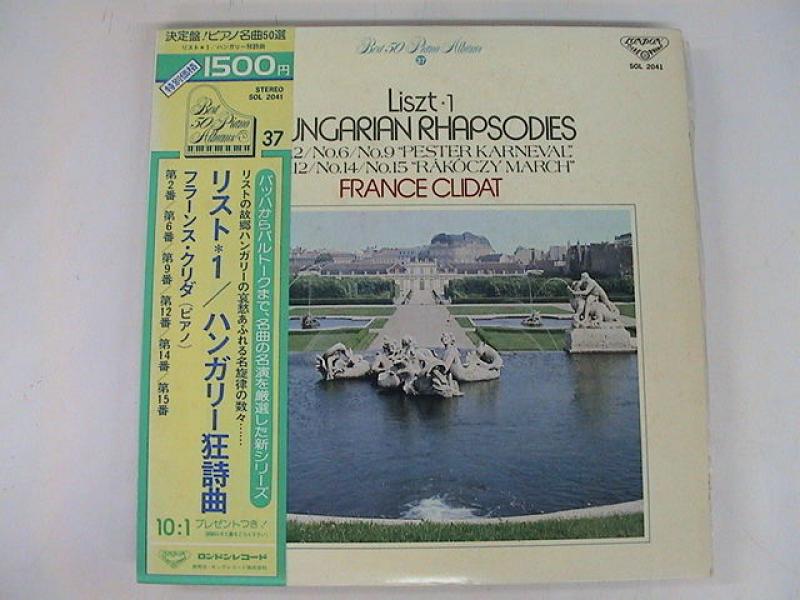 決定盤!ピアノ名曲50選
リスト*1/ハンガリー狂詩曲
特別価格
1500円
STEREO
SOL 2041
Best
50 Piano
Albums
37
バッハからバルトークまで、名曲の名演を厳選した新シリーズ
リストの故郷ハンガリーの哀愁あふれる名旋律の数々……
リスト*1/ハンガリー狂詩曲
フラーンス・クリダ(ピアノ)
第2番/第6番/第9番/第12番/第14番/第15番
10:1 プレゼントつき!
ロンドンレコード
Best 50 Piano Albums
37
LONDON
SOL 2041
Liszt·1
UNGARIAN RHAPSODIES
2/No.6/No.9 "PESTER KARNEVAL"
12/No.14/No.15 "RÁKÓCZY MARCH"
FRANCE CLIDAT